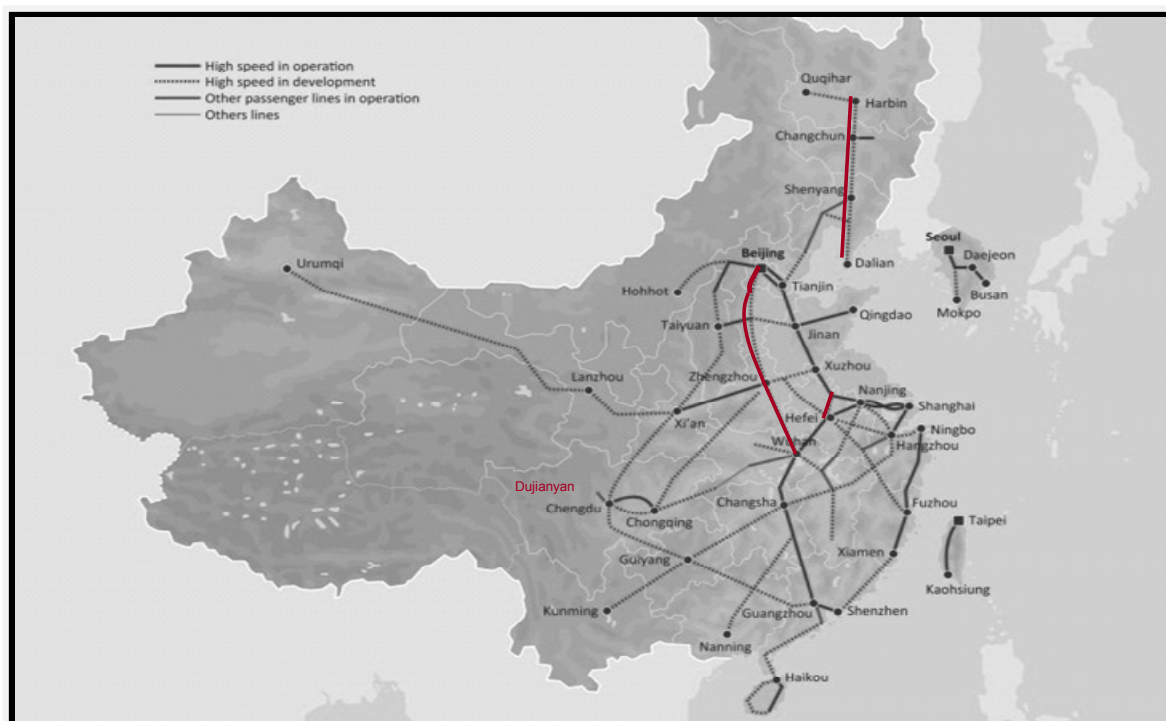 High speed in operation
High speed in development
Other passenger lines in operation
Others lines
Quqihar
Harbin
Changchun
Shenyang
Seoul
Daejeon
Beijing
Urumqi
Dalian
Tianjin
Hohhot
Busan
Mokpo
Qingdao
Taiyuan
Jinan
Xuzhou
Lanzhou
Zhengzhou
Nanjing
Shanghai
Xi'an
Hefei
Ningbo
Wuhan
Hangzhou
Dujianyan
Chengdu
Changsha
Fuzhou
Chongqing
Taipei
Xiamen
Guiyang
Kaohsiung
Kunming
Guangzhou
Shenzhen
Nanning
Haikou